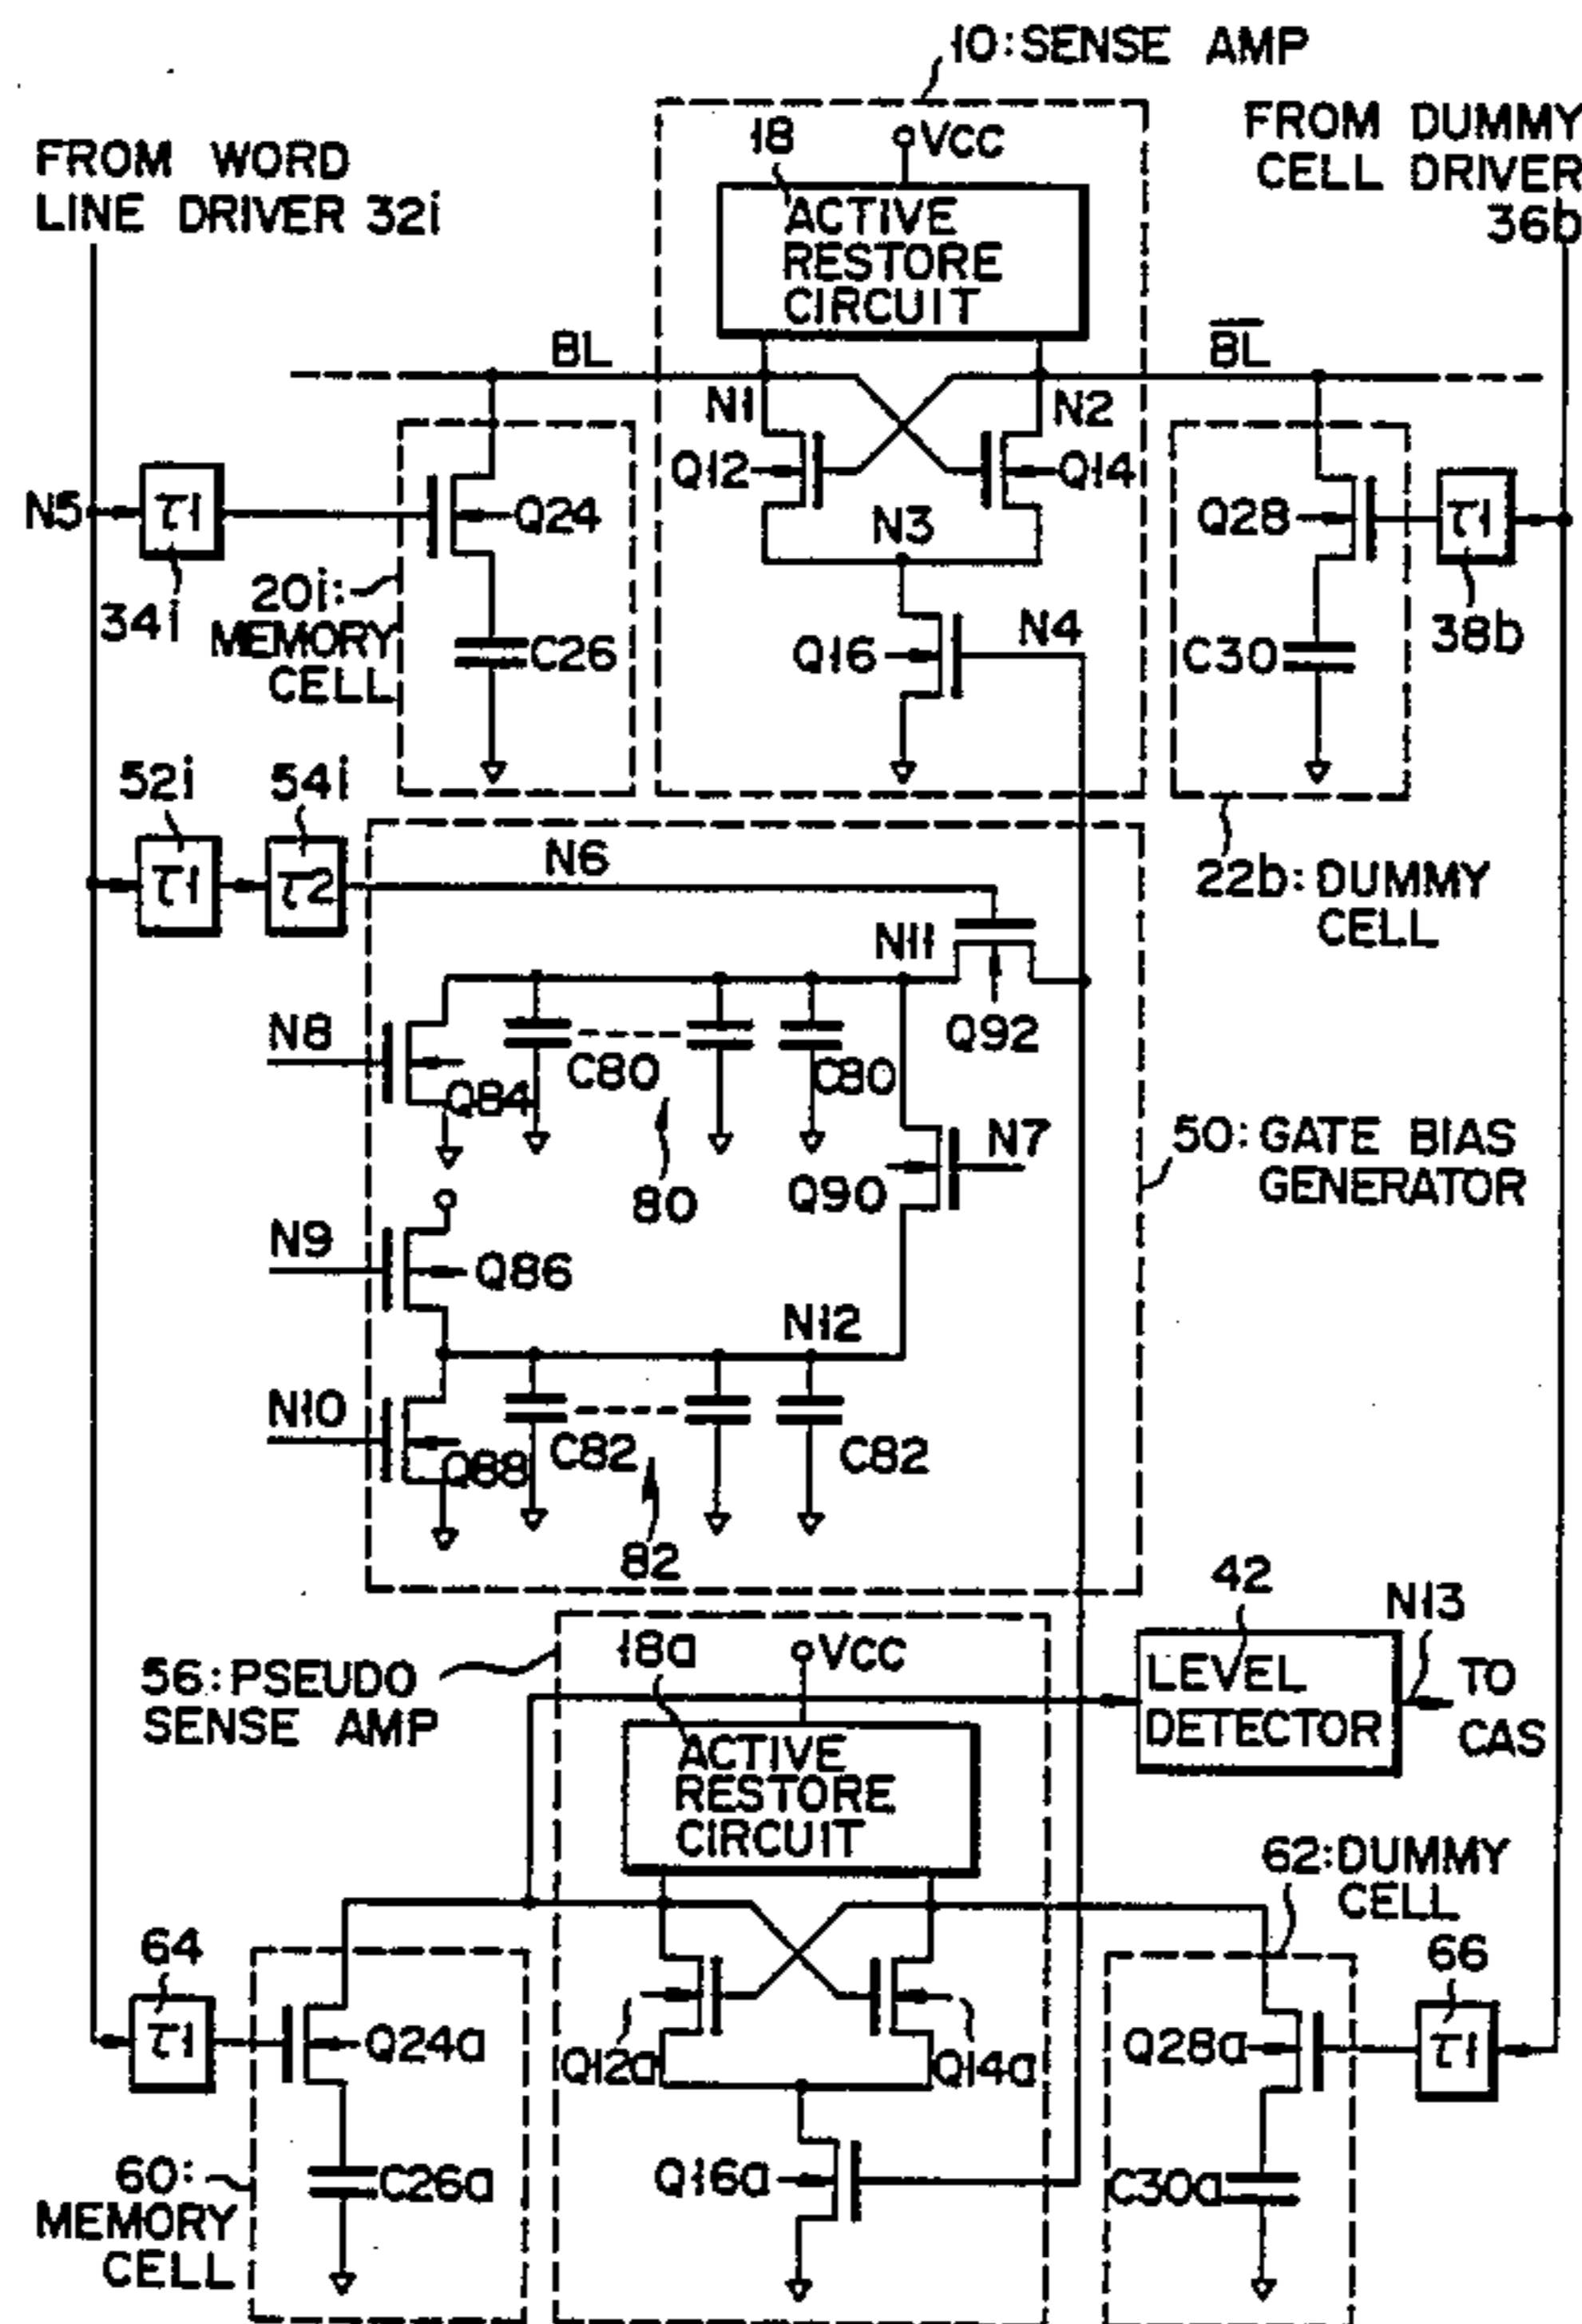 10:SENSE AMP
FROM WORD
LINE DRIVER 32i
18
VCC
FROM DUMMY
CELL DRIVER
36b
ACTIVE
RESTORE
CIRCUIT
BL
BL
N1
N2
Q12
Q14
N5
τ1
Q24
N3
Q28
τ1
34i
20i:
MEMORY
CELL
C26
Q16
N4
C30
38b
52i
54i
τ1
τ2
N6
22b:DUMMY
CELL
N11
N8
Q92
Q84
C80
C80
80
Q90
N7
50:GATE BIAS
GENERATOR
N9
Q86
N12
N10
Q88
C82
C82
82
42
N13
56:PSEUDO
SENSE AMP
18a
VCC
LEVEL
DETECTOR
TO
CAS
ACTIVE
RESTORE
CIRCUIT
62:DUMMY
CELL
64
66
τ1
Q24a
Q12a
Q14a
Q28a
τ1
60:
MEMORY
CELL
C26a
Q16a
C30a